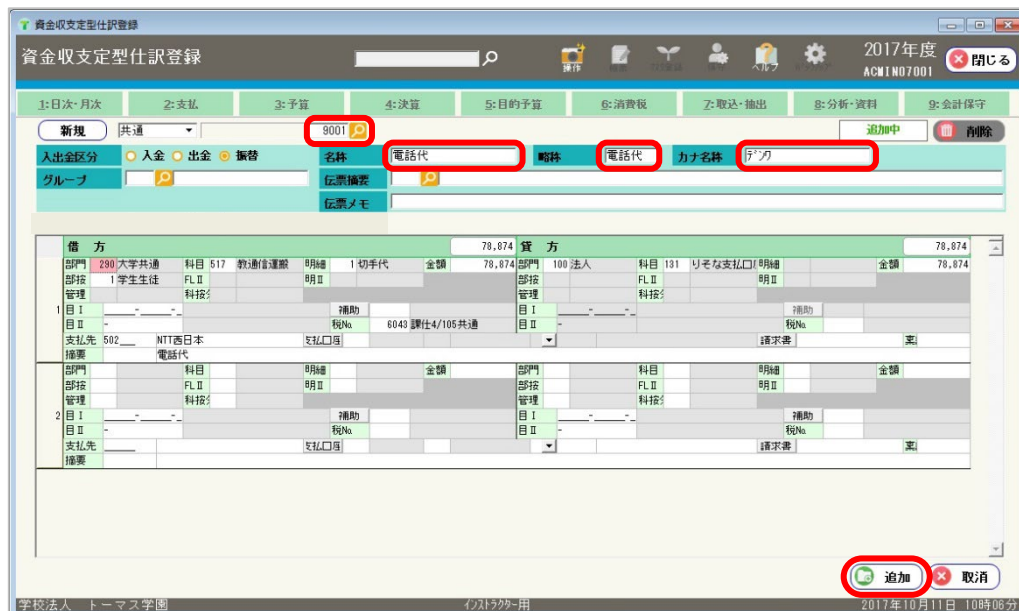 資金収支定型仕訳登録
資金収支定型仕訳登録 操作 ヘルプ 2017年度 ACMIN07001 閉じる
1:日次・月次 2:支払 3:予算 4:決算 5:目的予算 6:消費税 7:取込・抽出 8:分析・資料 9:会計保守
新規 共通 9001 追加中 削除
入出金区分 入金 出金 振替 名称 電話代 略称 電話代 カナ名称 ﾃﾞﾝﾜ
グループ 伝票摘要
伝票メモ
借 方 78,874 貸 方 78,874
部門 290 大学共通 科目 517 教通信運搬 明細 1 切手代 金額 78,874 部門 100 法人 科目 131 りそな支払口 明細 金額 78,874
部按 1 学生生徒 FLⅡ 明Ⅱ 部按 FLⅡ 明Ⅱ
管理 科按 管理 科按
1 目Ⅰ - - 補助 目Ⅰ - - 補助
目Ⅱ - 税No. 6043 課仕4/105共通 目Ⅱ - 税No.
支払先 502 NTT西日本 支払口座 請求書
摘要 電話代
部門 科目 明細 金額 部門 科目 明細 金額
部按 FLⅡ 明Ⅱ 部按 FLⅡ 明Ⅱ
管理 科按 管理 科按
2 目Ⅰ - - 補助 目Ⅰ - - 補助
目Ⅱ - 税No. 目Ⅱ - 税No.
支払先 支払口座 請求書
摘要
追加 取消
学校法人 トーマス学園 ｲﾝｽﾄﾗｸﾀｰ用 2017年10月11日 10時06分